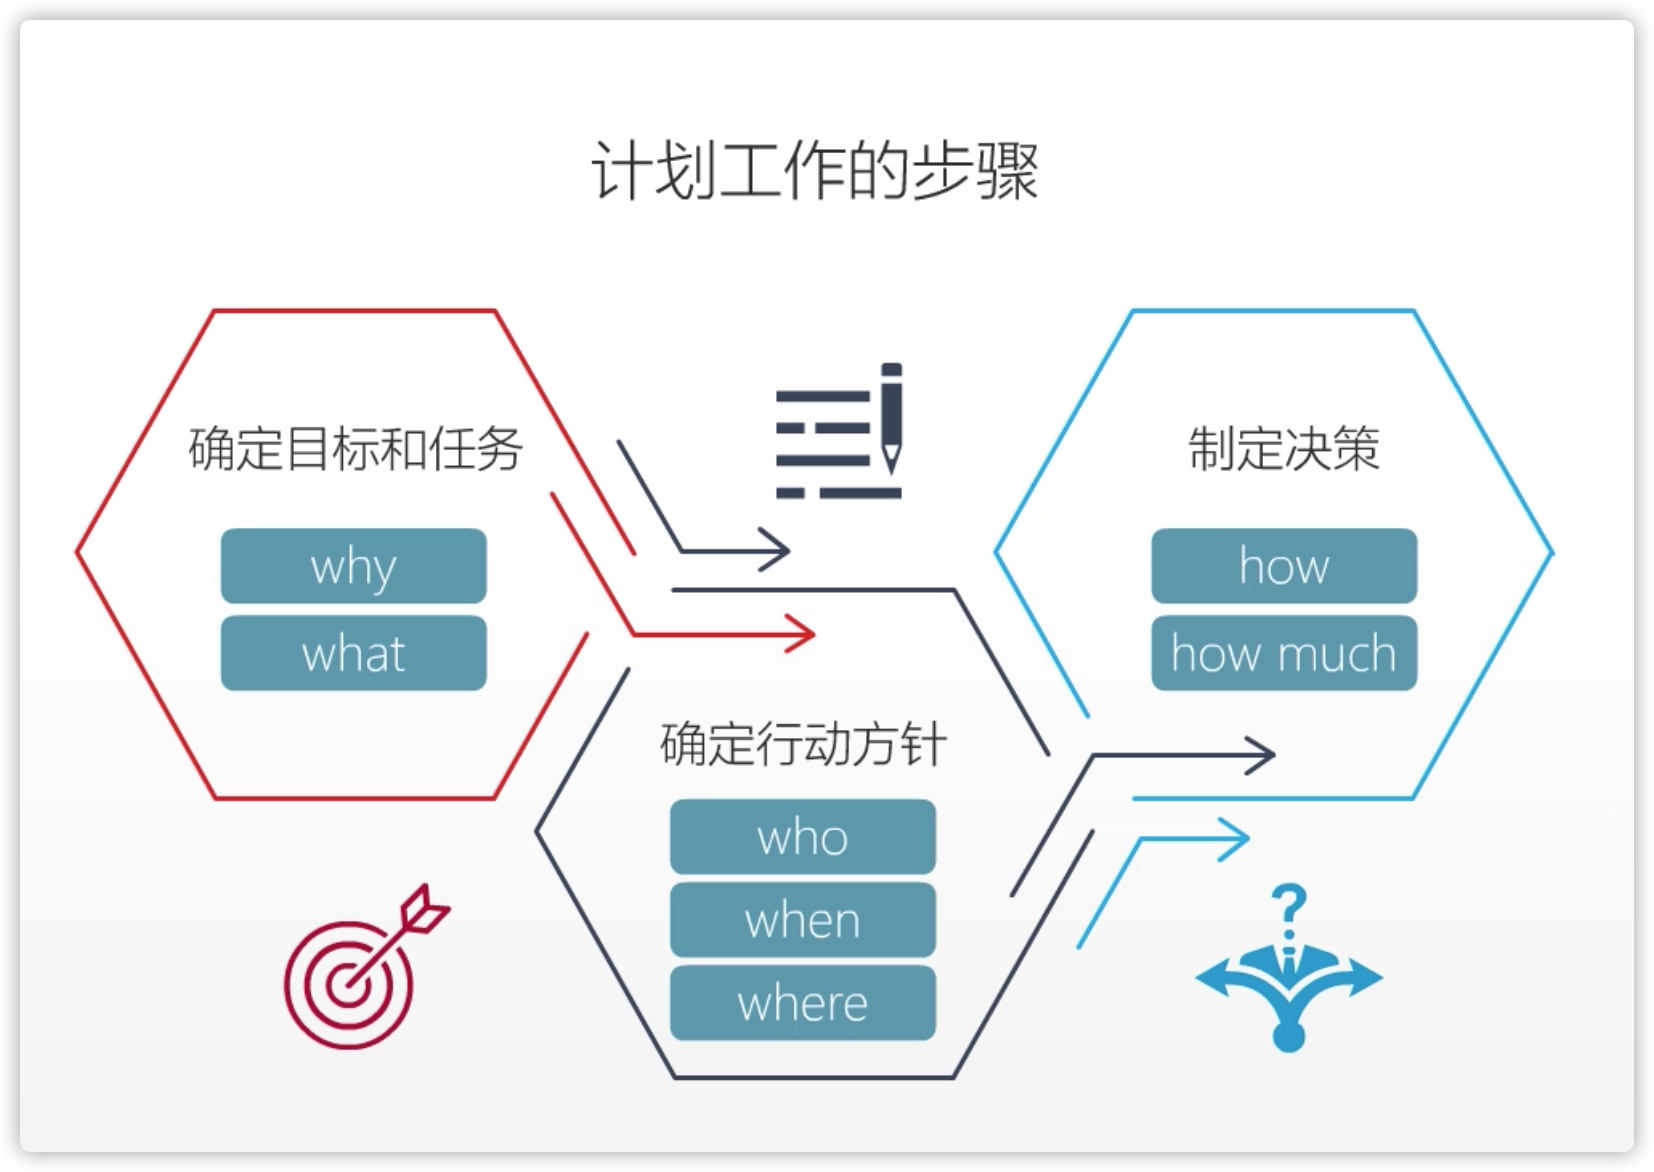 计划工作的步骤
确定目标和任务
why
what
确定行动方针
who
when
where
制定决策
how
how much
?